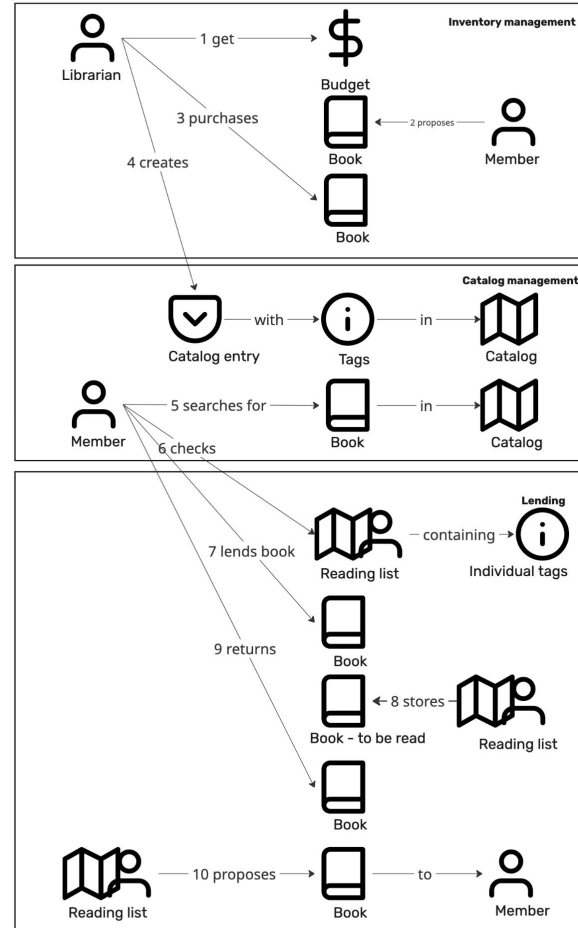 Inventory management
1 get
Librarian
Budget
3 purchases
2 proposes
Book
Member
4 creates
Book
Catalog management
with
in
Catalog entry
Tags
Catalog
5 searches for
in
Member
Book
Catalog
6 checks
Lending
containing
7 lends book
Reading list
Individual tags
9 returns
Book
8 stores
Book - to be read
Reading list
Book
10 proposes
to
Reading list
Book
Member